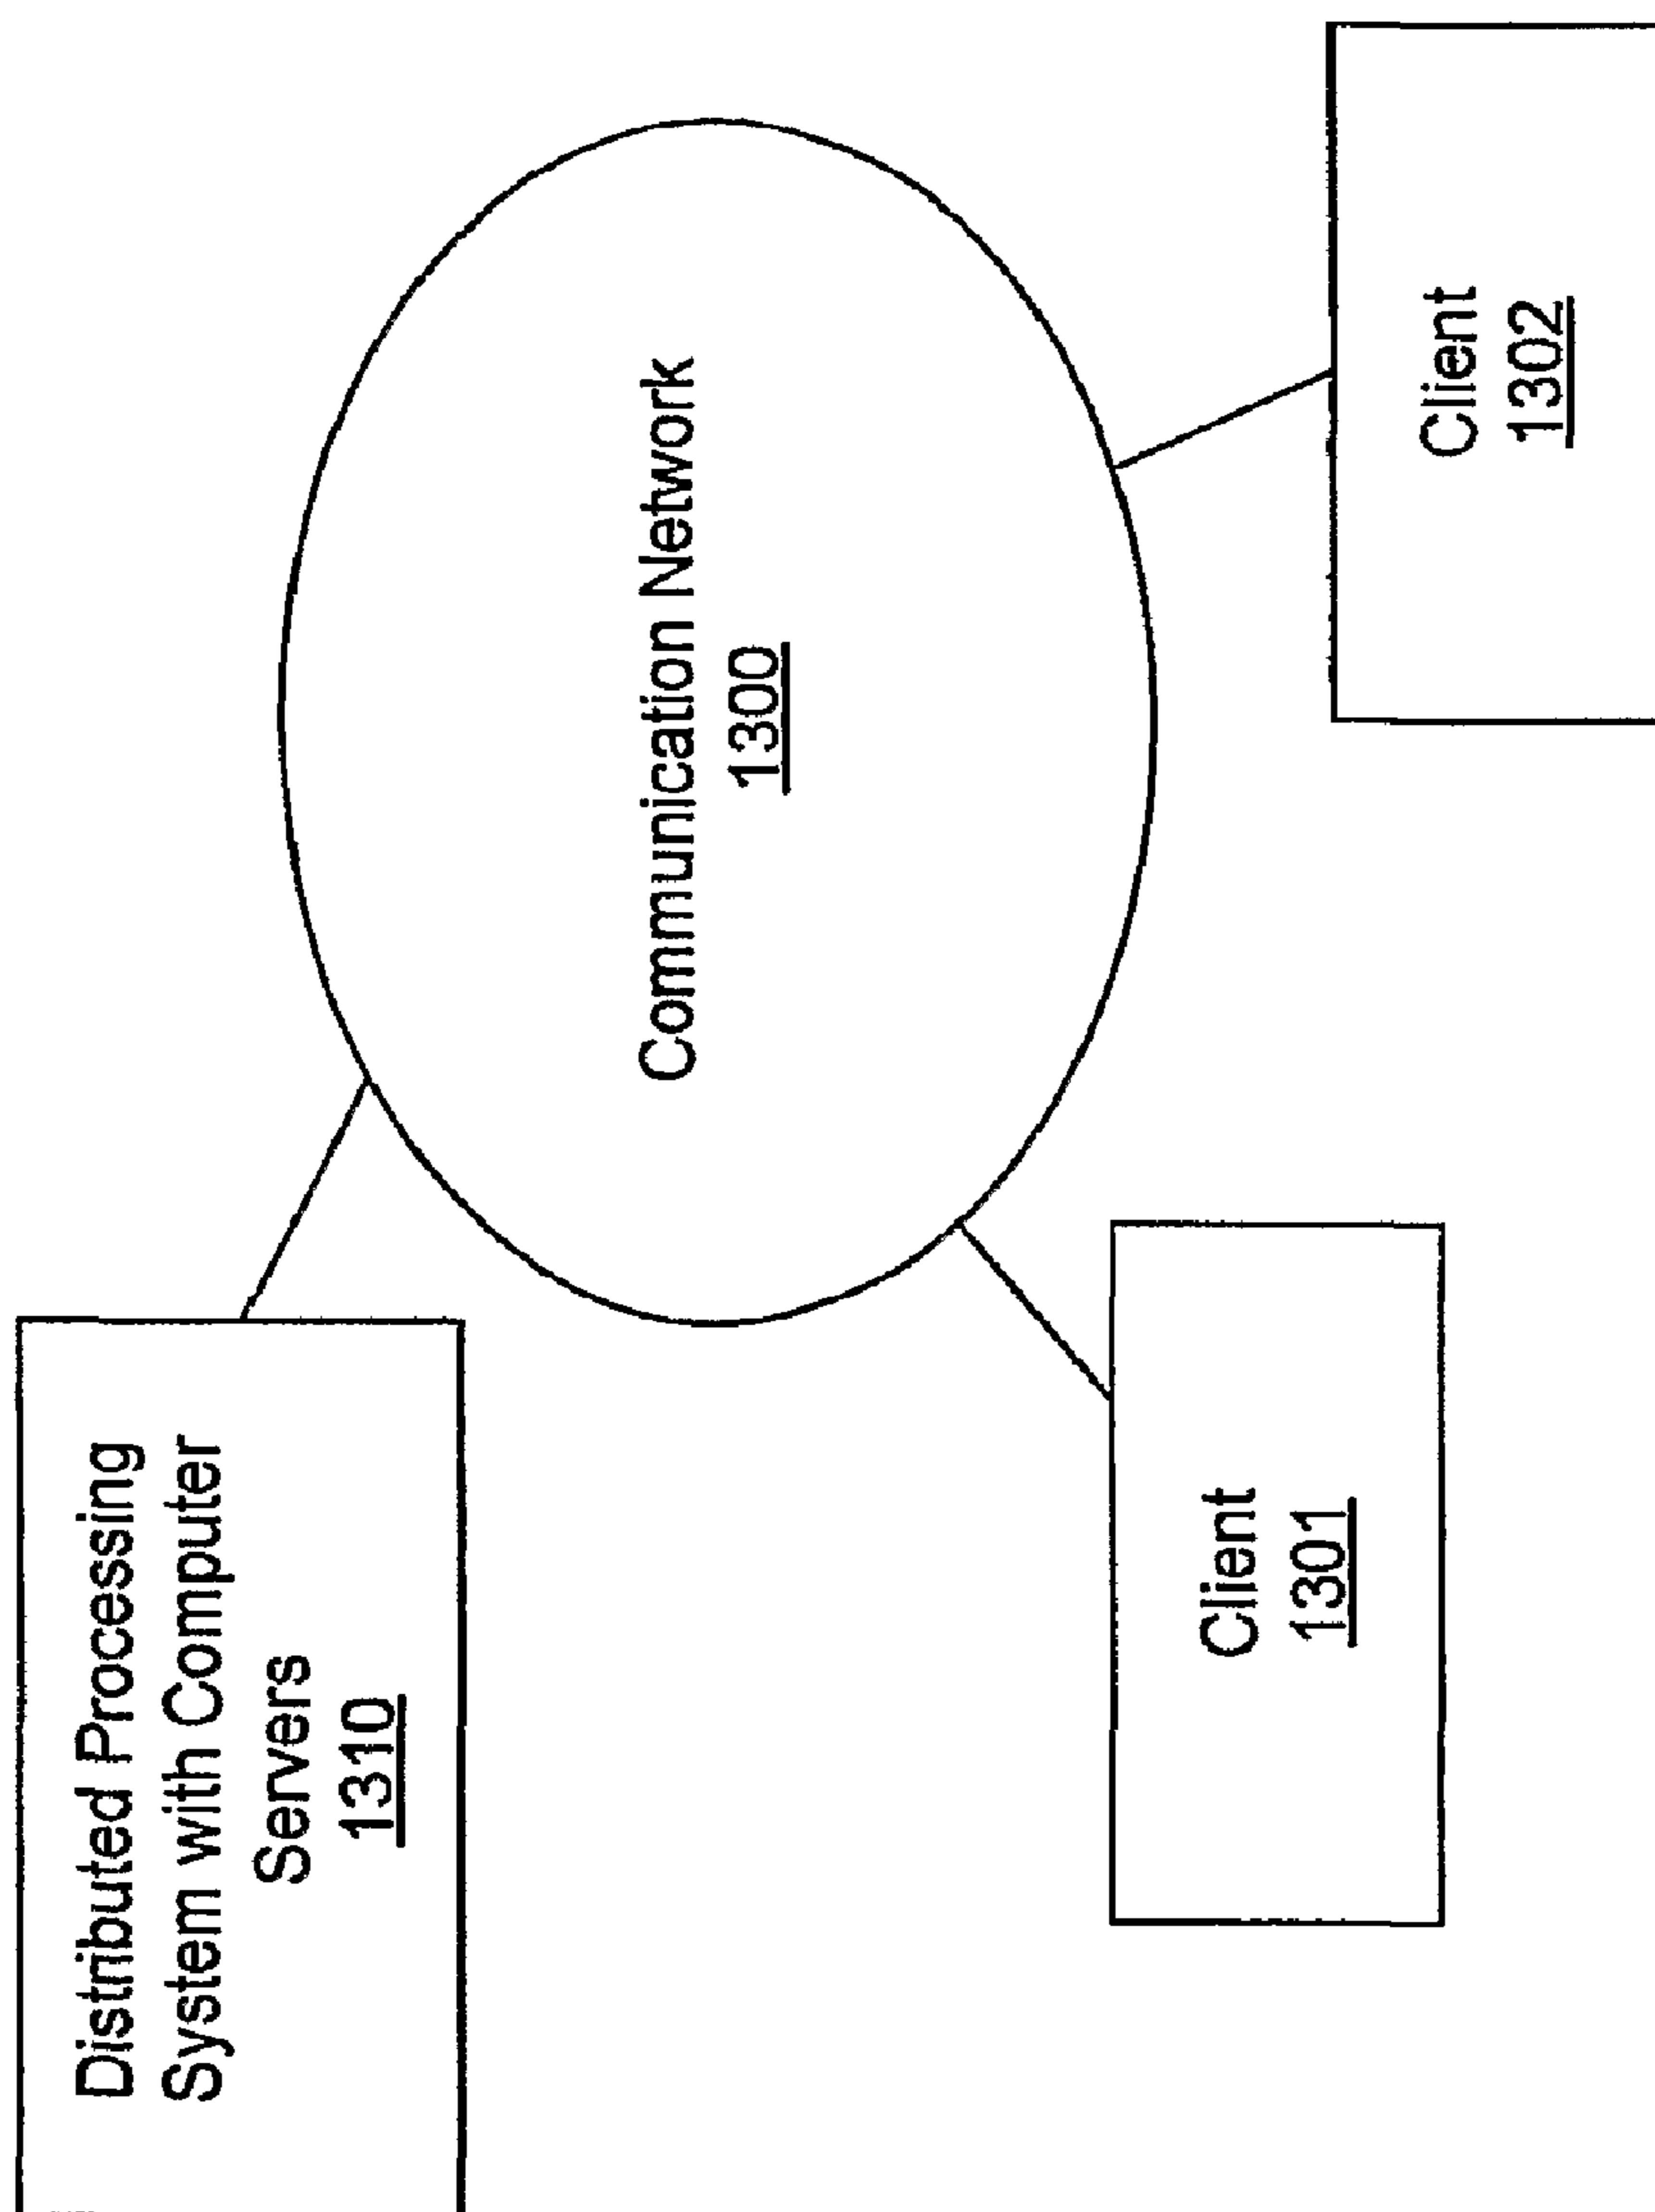 Distributed Processing
System with Computer
Servers
1310
Communication Network
1300
Client
1301
Client
1302